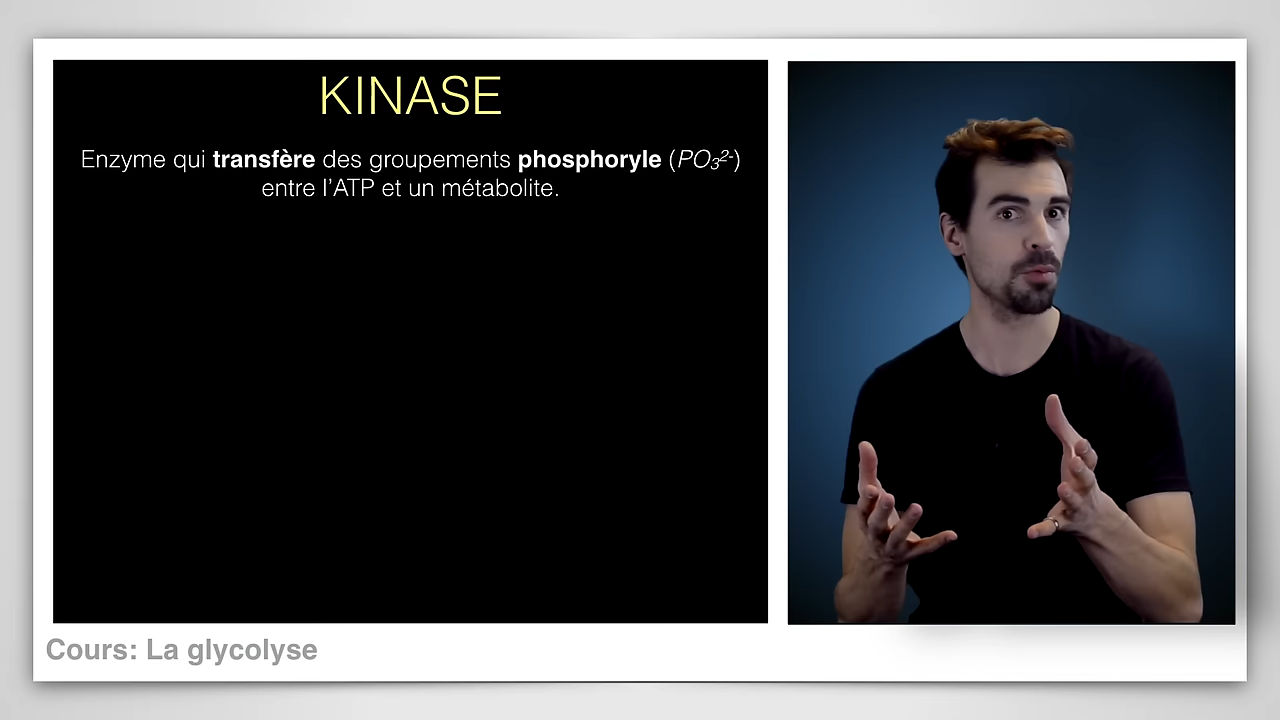 KINASE
Enzyme qui transfère des groupements phosphoryle (PO₃²⁻)
entre l'ATP et un métabolite.
Cours: La glycolyse